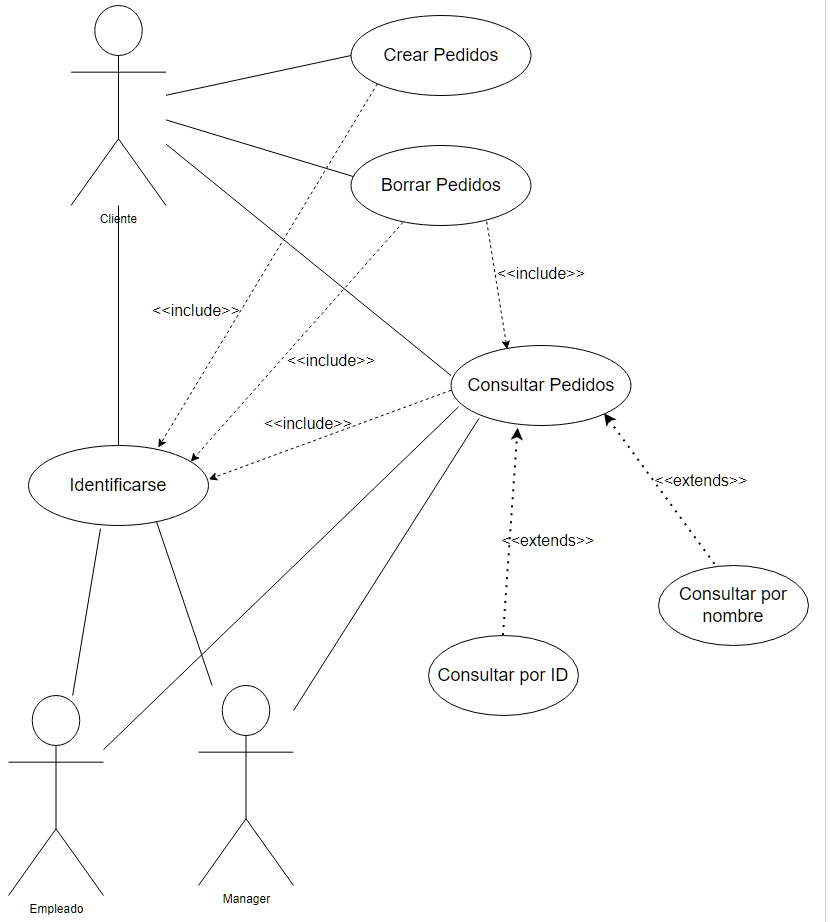 Crear Pedidos
Borrar Pedidos
Cliente
<<include>>
<<include>>
<<include>>
Consultar Pedidos
<<include>>
Identificarse
<<extends>>
<<extends>>
Consultar por
nombre
Consultar por ID
Manager
Empleado